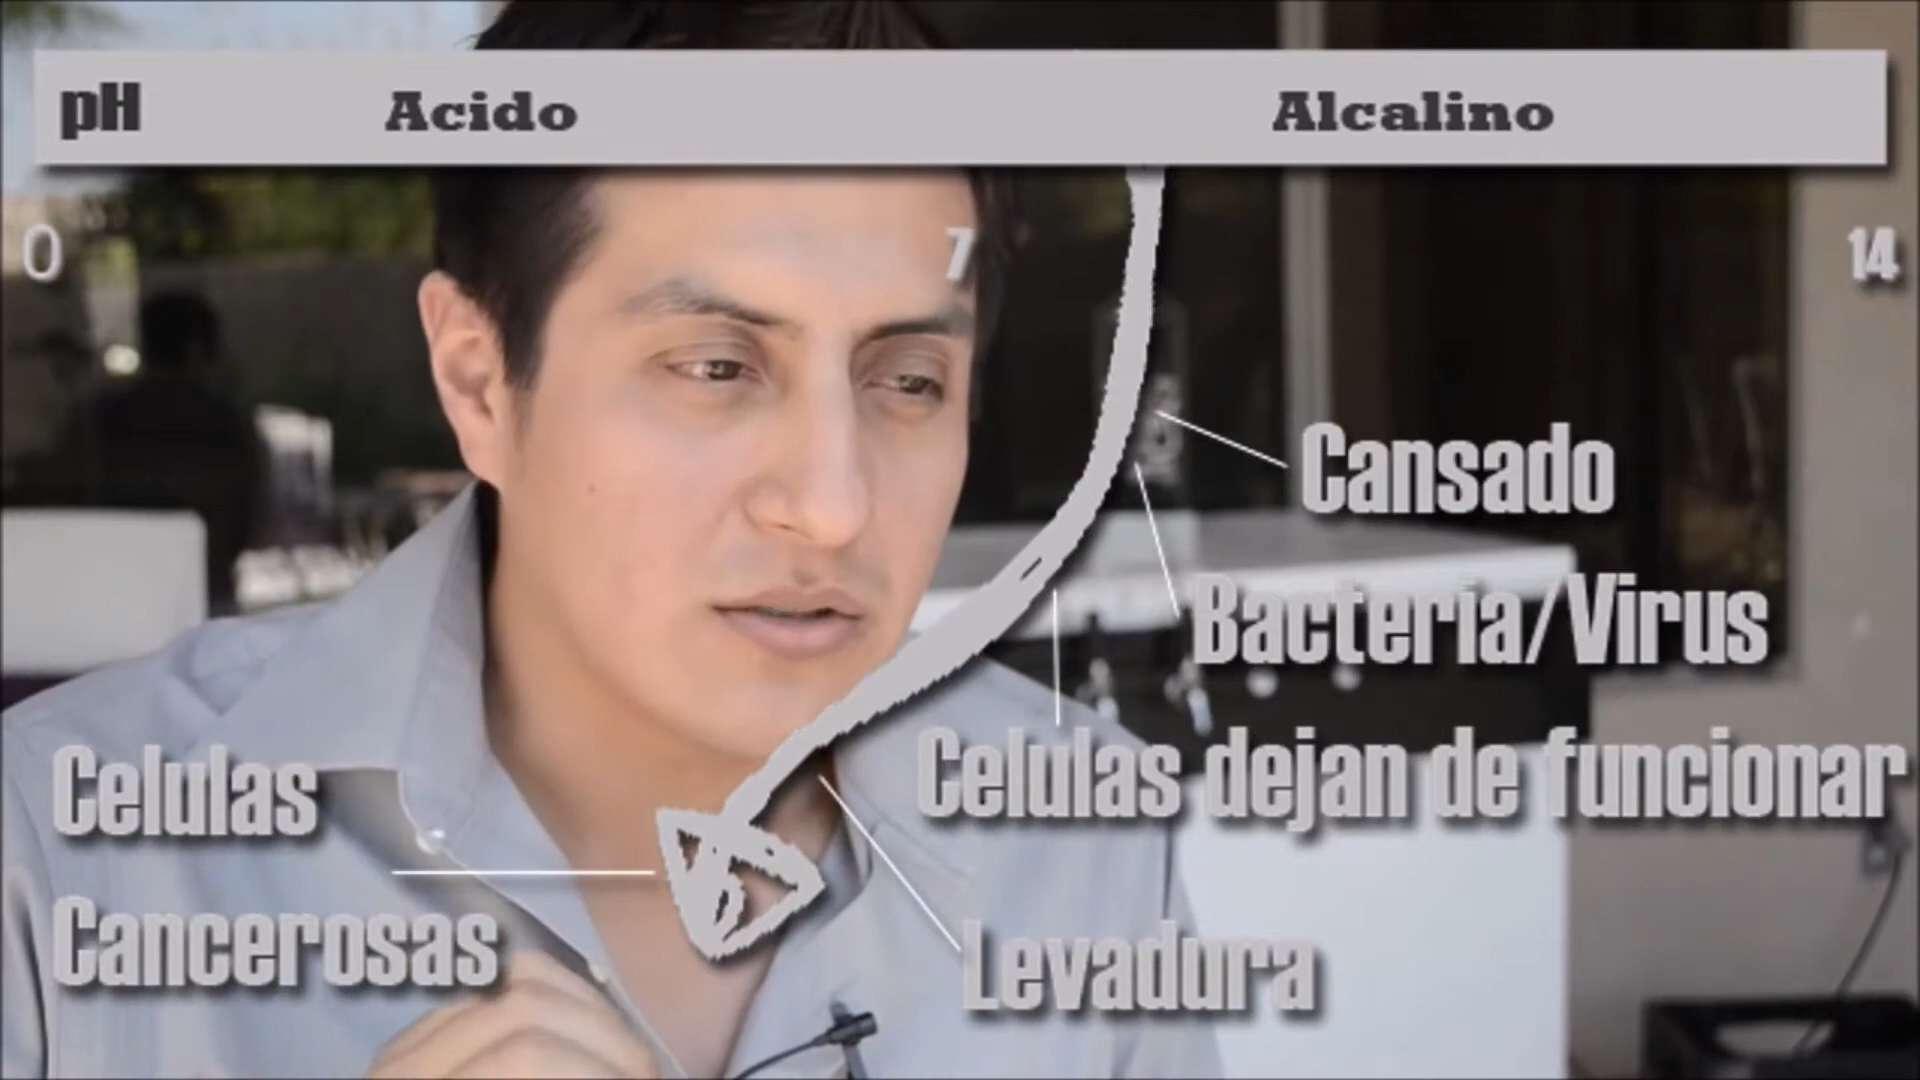 pH Acido Alcalino
0 7 14
Cansado
Bacteria/Virus
Celulas dejan de funcionar
Celulas
Cancerosas
Levadura